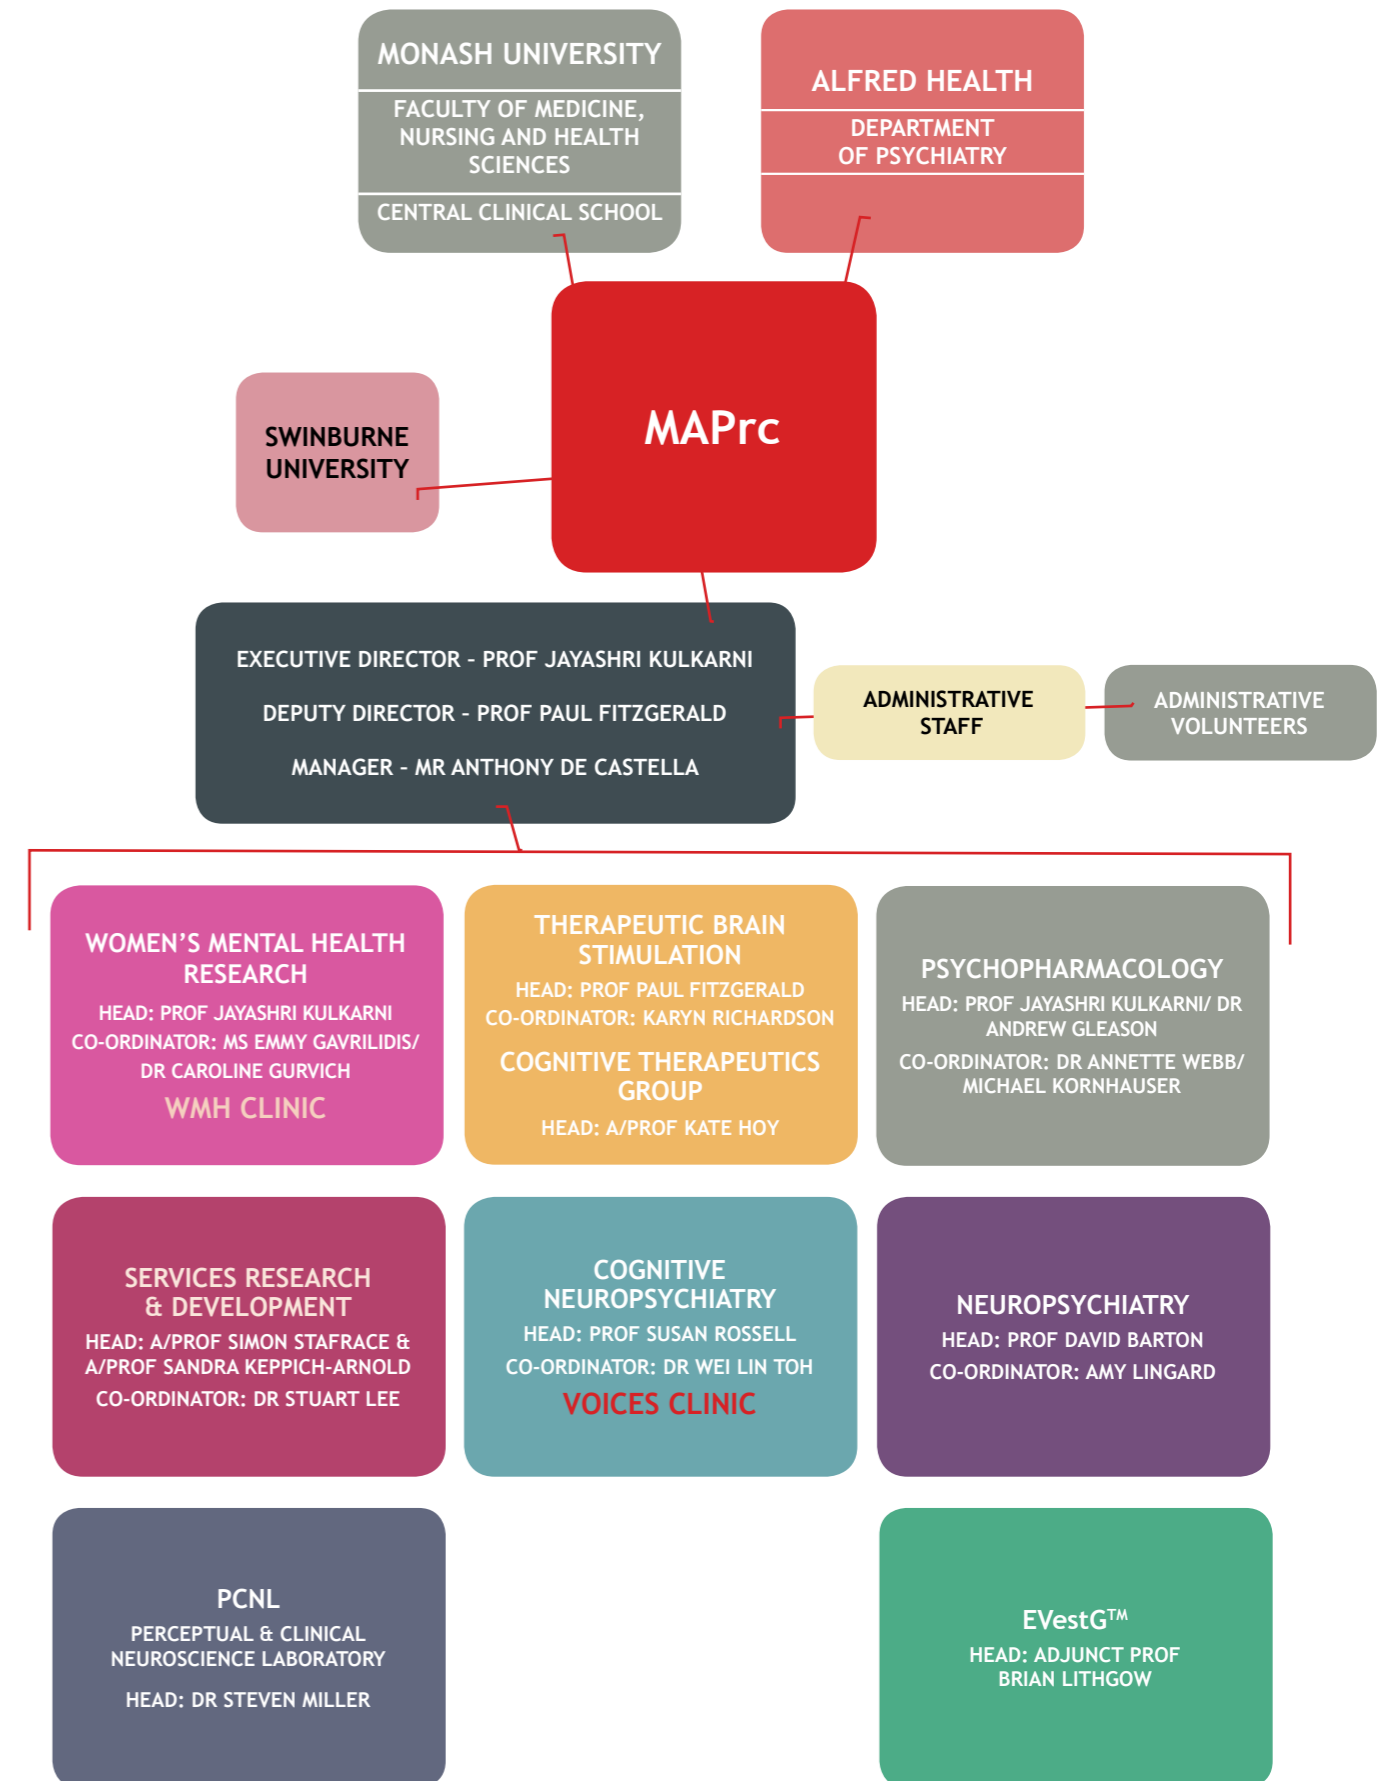 MONASH UNIVERSITY
FACULTY OF MEDICINE,
NURSING AND HEALTH
SCIENCES
CENTRAL CLINICAL SCHOOL
ALFRED HEALTH
DEPARTMENT
OF PSYCHIATRY
MAPrc
SWINBURNE
UNIVERSITY
EXECUTIVE DIRECTOR – PROF JAYASHRI KULKARNI
DEPUTY DIRECTOR – PROF PAUL FITZGERALD
MANAGER – MR ANTHONY DE CASTELLA
ADMINISTRATIVE
STAFF
ADMINISTRATIVE
VOLUNTEERS
WOMEN’S MENTAL HEALTH
RESEARCH
HEAD: PROF JAYASHRI KULKARNI
CO-ORDINATOR: MS EMMY GAVRILIDIS/
DR CAROLINE GURVICH
WMH CLINIC
THERAPEUTIC BRAIN
STIMULATION
HEAD: PROF PAUL FITZGERALD
CO-ORDINATOR: KARYN RICHARDSON
COGNITIVE THERAPEUTICS
GROUP
HEAD: A/PROF KATE HOY
PSYCHOPHARMACOLOGY
HEAD: PROF JAYASHRI KULKARNI/ DR
ANDREW GLEASON
CO-ORDINATOR: DR ANNETTE WEBB/
MICHAEL KORNHAUSER
SERVICES RESEARCH
& DEVELOPMENT
HEAD: A/PROF SIMON STAFRACE &
A/PROF SANDRA KEPPICH-ARNOLD
CO-ORDINATOR: DR STUART LEE
COGNITIVE
NEUROPSYCHIATRY
HEAD: PROF SUSAN ROSSELL
CO-ORDINATOR: DR WEI LIN TOH
VOICES CLINIC
NEUROPSYCHIATRY
HEAD: PROF DAVID BARTON
CO-ORDINATOR: AMY LINGARD
PCNL
PERCEPTUAL & CLINICAL
NEUROSCIENCE LABORATORY
HEAD: DR STEVEN MILLER
EVestG™
HEAD: ADJUNCT PROF
BRIAN LITHGOW